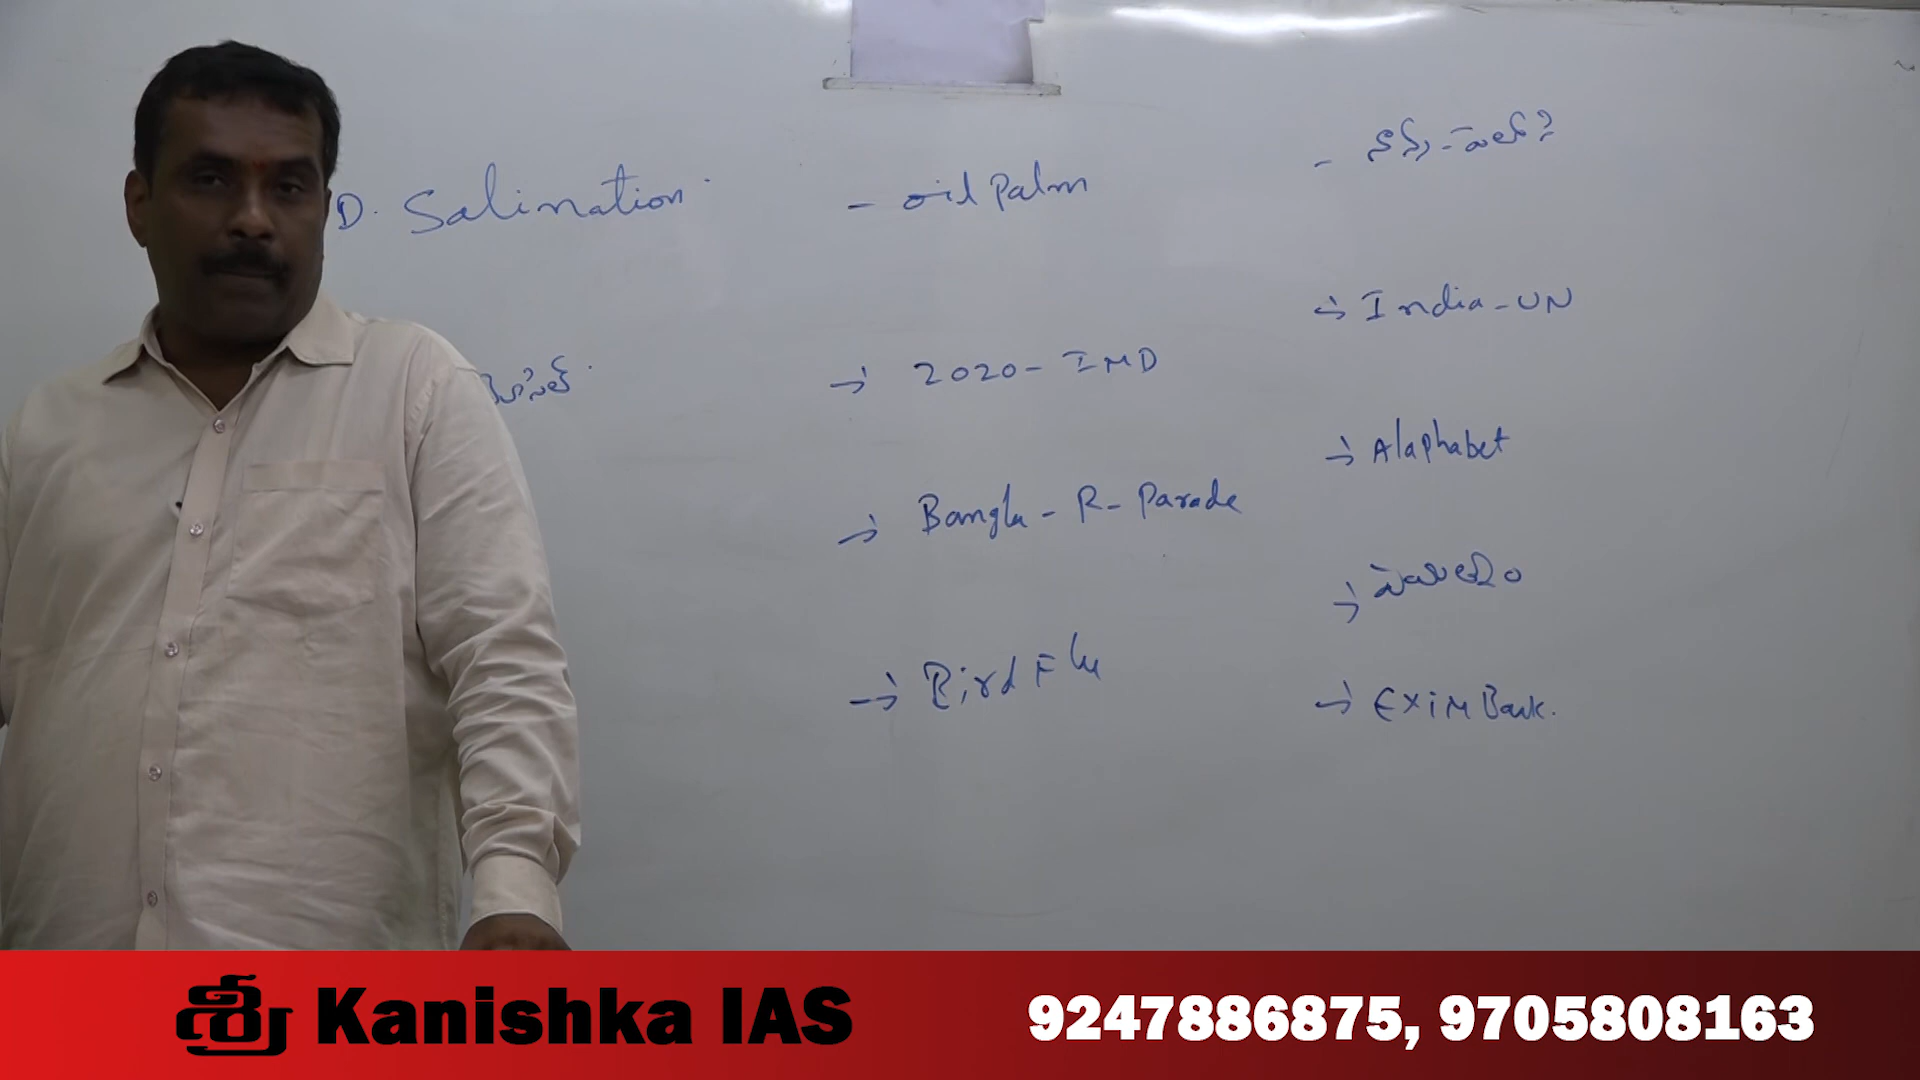 D. Salination
- oil Palm
→ 2020 - IMD
→ Bangla - R - Parade
→ Bird Flu
→ India - UN
→ Alaphabet
→ EXIM Bank.
శ్రీ Kanishka IAS
9247886875, 9705808163